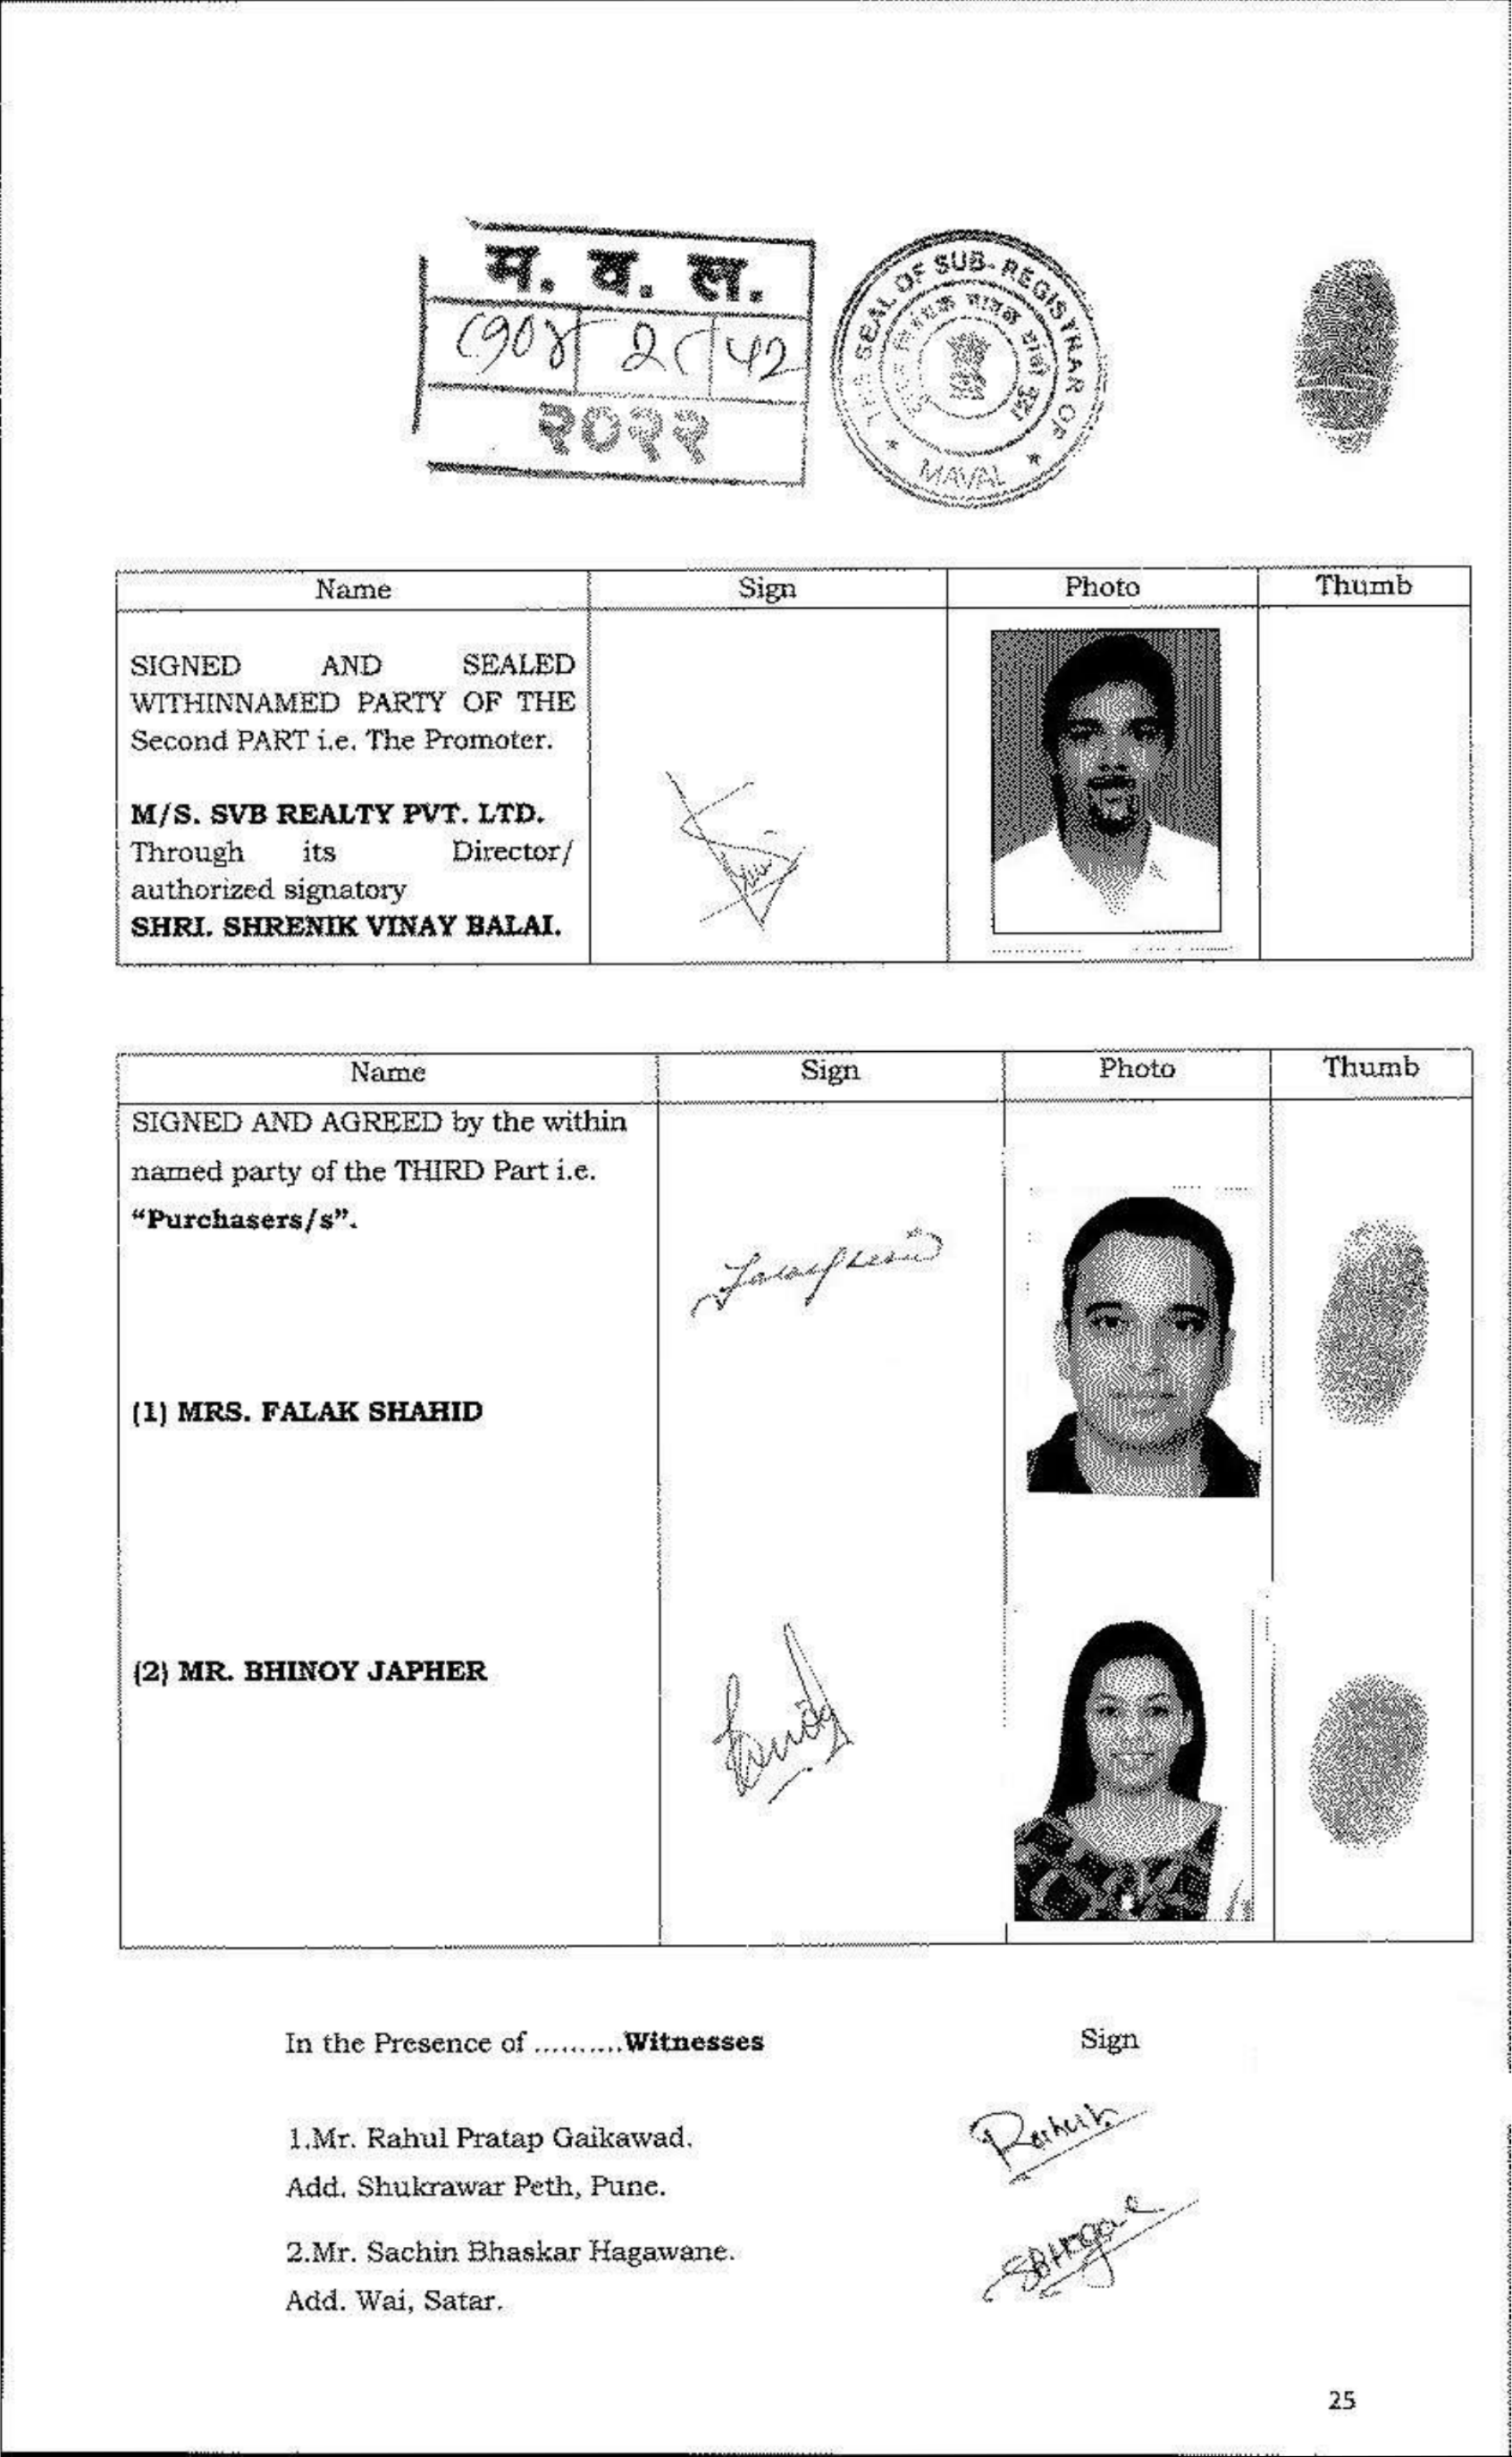 म. व. ल.
२०२२
THE SEAL OF SUB-REGISTRAR OF
MAVAL
Name Sign Photo Thumb
SIGNED AND SEALED
WITHINNAMED PARTY OF THE
Second PART i.e. The Promoter.
M/S. SVB REALTY PVT. LTD.
Through its Director/
authorized signatory
SHRI. SHRENIK VINAY BALAI.
Name Sign Photo Thumb
SIGNED AND AGREED by the within
named party of the THIRD Part i.e.
“Purchasers/s”.
(1) MRS. FALAK SHAHID
(2) MR. BHINOY JAPHER
In the Presence of ..........Witnesses Sign
1.Mr. Rahul Pratap Gaikawad.
Rahul
Add. Shukrawar Peth, Pune.
2.Mr. Sachin Bhaskar Hagawane.
Add. Wai, Satar.
25